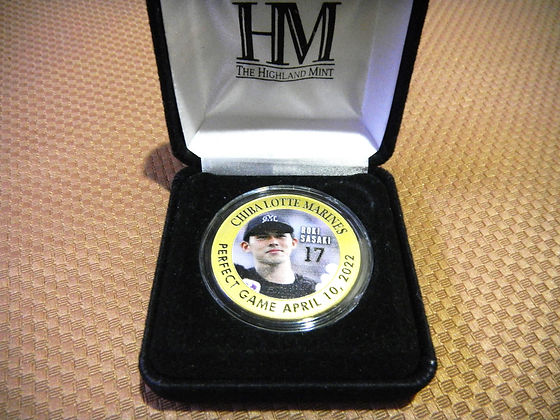 HM
THE HIGHLAND MINT
CHIBA LOTTE MARINES
ROKI
SASAKI
17
PERFECT GAME APRIL 10, 2022